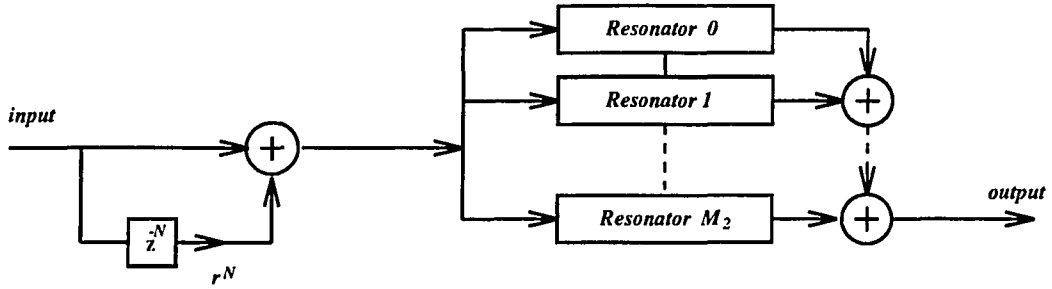 Resonator 0
Resonator 1
input
+
+
Resonator M₂
+
output
z⁻ᴺ
rᴺ